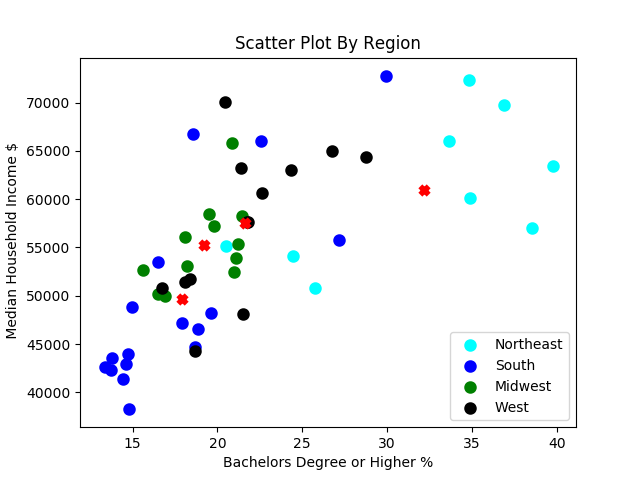 Scatter Plot By Region
Median Household Income $
70000
65000
60000
55000
50000
45000
40000
15
20
25
30
35
40
Bachelors Degree or Higher %
Northeast
South
Midwest
West